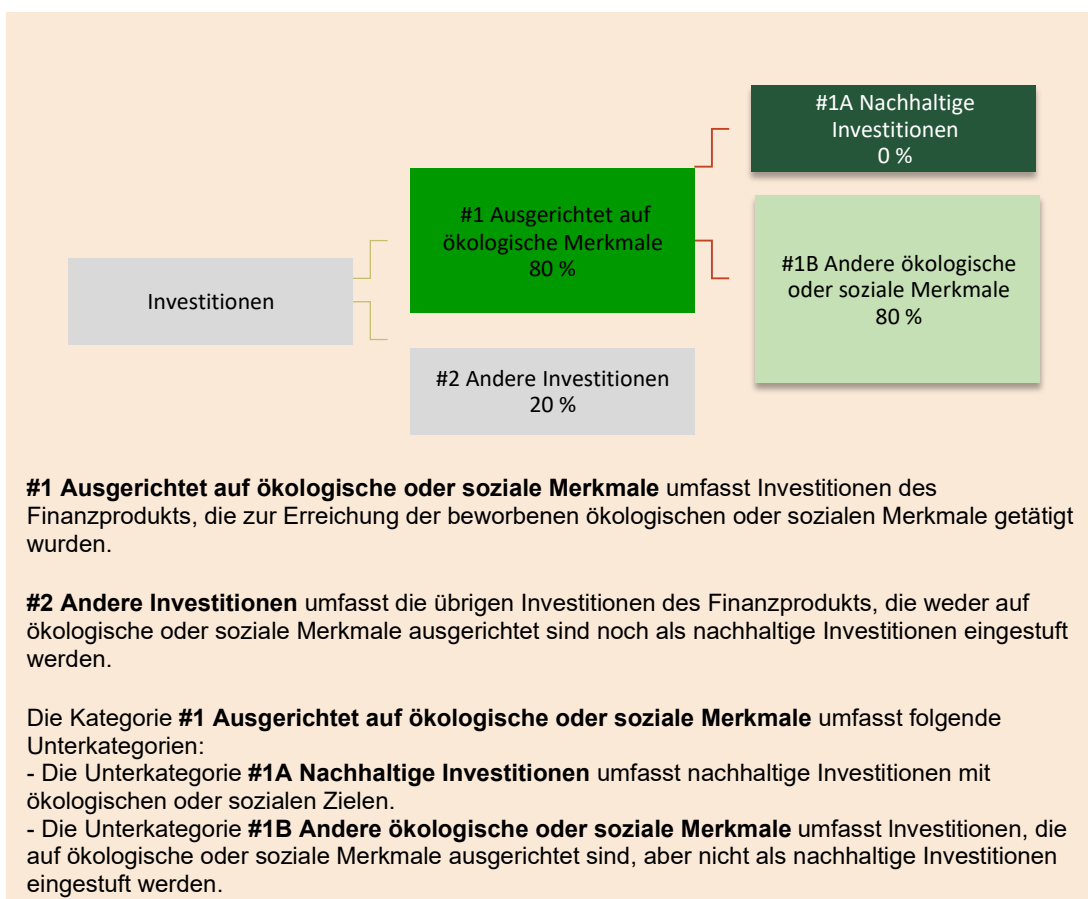 #1A Nachhaltige
Investitionen
0 %
#1 Ausgerichtet auf
ökologische Merkmale
80 %
#1B Andere ökologische
oder soziale Merkmale
80 %
Investitionen
#2 Andere Investitionen
20 %
#1 Ausgerichtet auf ökologische oder soziale Merkmale umfasst Investitionen des
Finanzprodukts, die zur Erreichung der beworbenen ökologischen oder sozialen Merkmale getätigt
wurden.
#2 Andere Investitionen umfasst die übrigen Investitionen des Finanzprodukts, die weder auf
ökologische oder soziale Merkmale ausgerichtet sind noch als nachhaltige Investitionen eingestuft
werden.
Die Kategorie #1 Ausgerichtet auf ökologische oder soziale Merkmale umfasst folgende
Unterkategorien:
- Die Unterkategorie #1A Nachhaltige Investitionen umfasst nachhaltige Investitionen mit
ökologischen oder sozialen Zielen.
- Die Unterkategorie #1B Andere ökologische oder soziale Merkmale umfasst Investitionen, die
auf ökologische oder soziale Merkmale ausgerichtet sind, aber nicht als nachhaltige Investitionen
eingestuft werden.